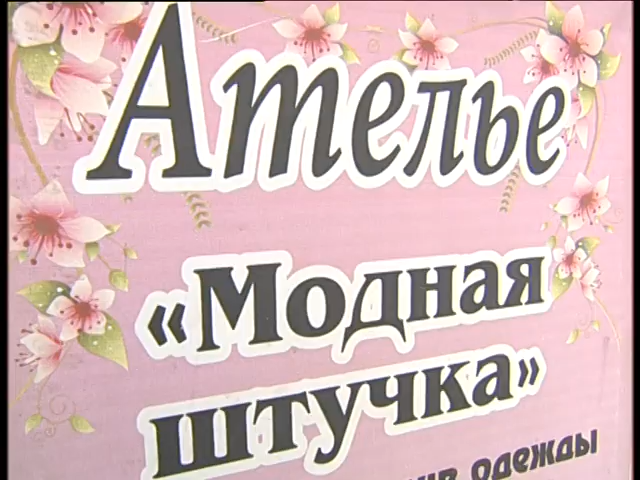 Ателье
«Модная
штучка»
одежды